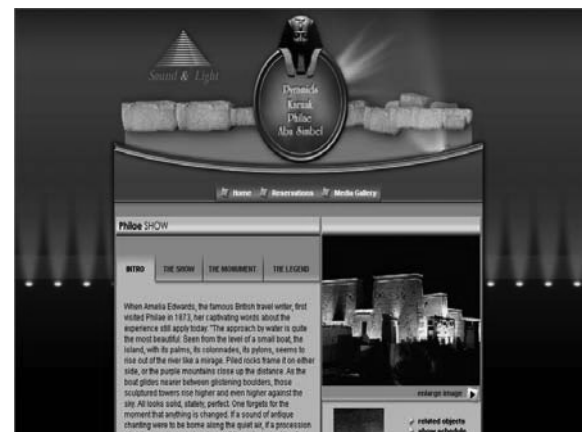 Sound & Light
Pyramids
Karnak
Philae
Abu Simbel
Home Reservations Media Gallery
Philae SHOW
INTRO THE SHOW THE MONUMENT THE LEGEND
When Amelia Edwards, the famous British travel writer, first
visited Philae in 1873, her captivating words about the
experience still apply today. "The approach by water is quite
the most beautiful. Seen from the level of a small boat, the
island, with its palms, its colonnades, its pylons, seems to
rise out of the river like a mirage. Piled rocks frame it on either
side, or the purple mountains close up the distance. As the
boat glides nearer between glistening boulders, those
sculptured towers rise higher and even higher against the
sky. All looks solid, stately, perfect. One forgets for the
moment that anything is changed. If a sound of antique
chanting were to be borne along the quiet air, if a procession
enlarge image
related objects
show schedule